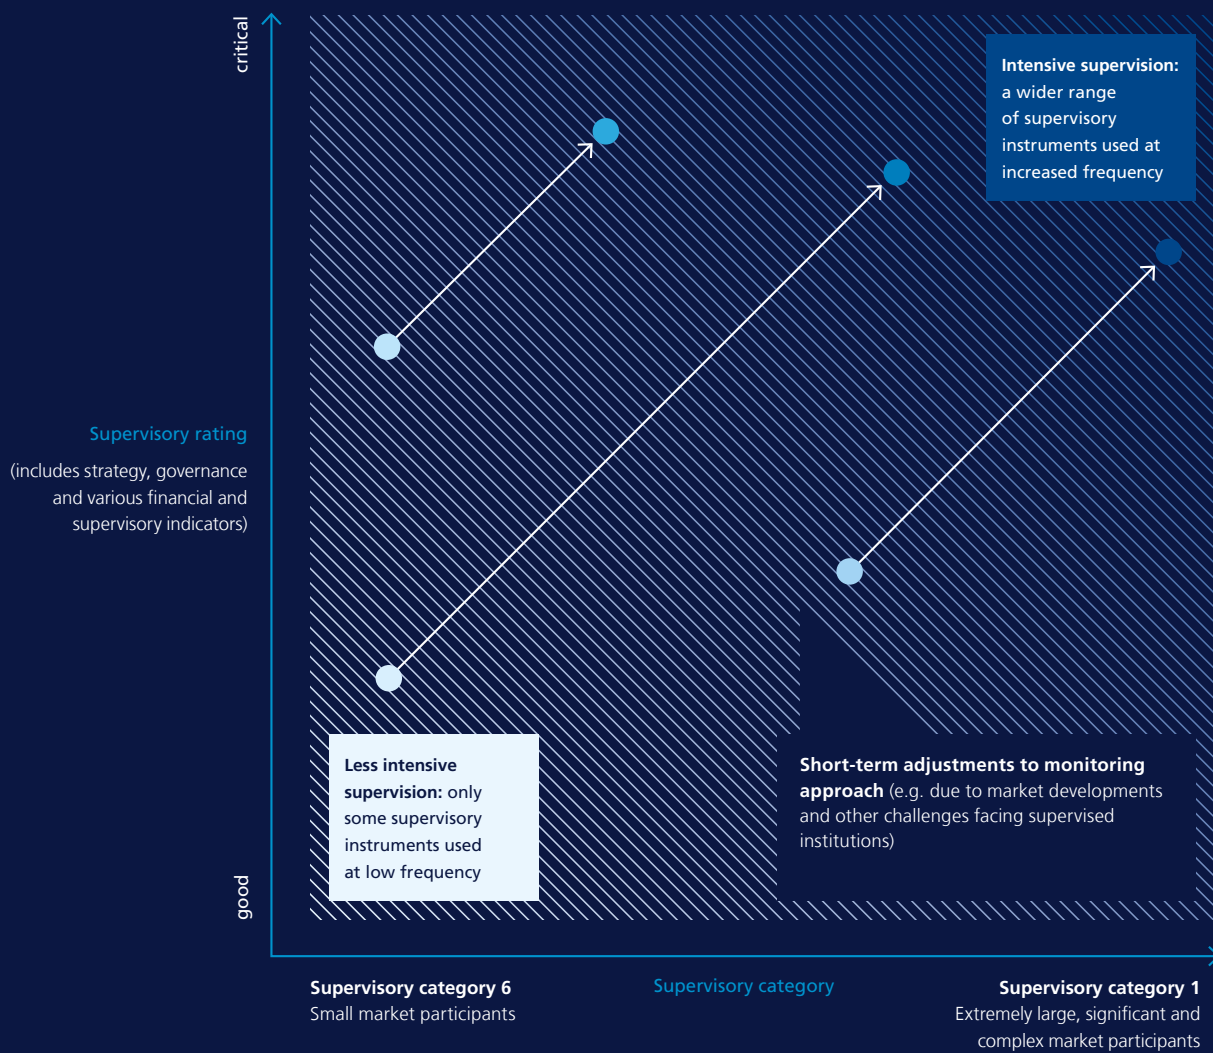 critical
Intensive supervision:
a wider range
of supervisory
instruments used at
increased frequency
Supervisory rating
(includes strategy, governance
and various financial and
supervisory indicators)
Less intensive
supervision: only
some supervisory
instruments used
at low frequency
Short-term adjustments to monitoring
approach (e.g. due to market developments
and other challenges facing supervised
institutions)
good
Supervisory category 6
Small market participants
Supervisory category
Supervisory category 1
Extremely large, significant and
complex market participants